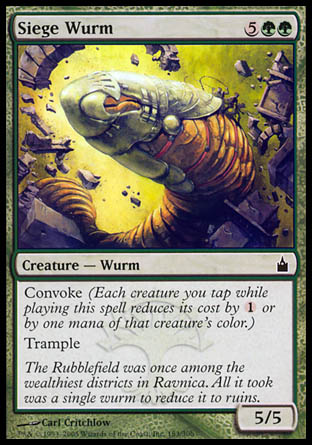 Siege Wurm 5
Creature — Wurm
Convoke (Each creature you tap while
playing this spell reduces its cost by 1 or
by one mana of that creature's color.)
Trample
The Rubblefield was once among the
wealthiest districts in Ravnica. All it took
was a single wurm to reduce it to ruins.
Carl Critchlow
5/5